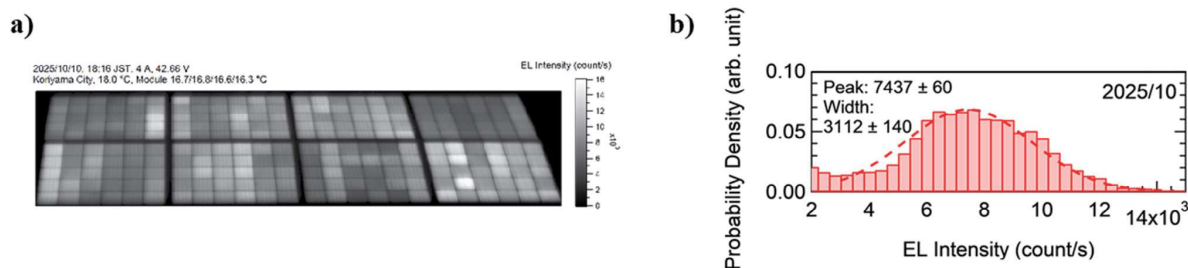 a)
2025/10/10, 18:16 JST, 4 A, 42.66 V
Koriyama City, 18.0 °C, Module 16.7/16.8/16.6/16.3 °C
EL Intensity (count/s)
16
14
12
10
8
6
4
2
0
x10³
b)
Probability Density (arb. unit)
0.10
0.05
0.00
Peak: 7437 ± 60
Width:
3112 ± 140
2025/10
2 4 6 8 10 12 14x10³
EL Intensity (count/s)